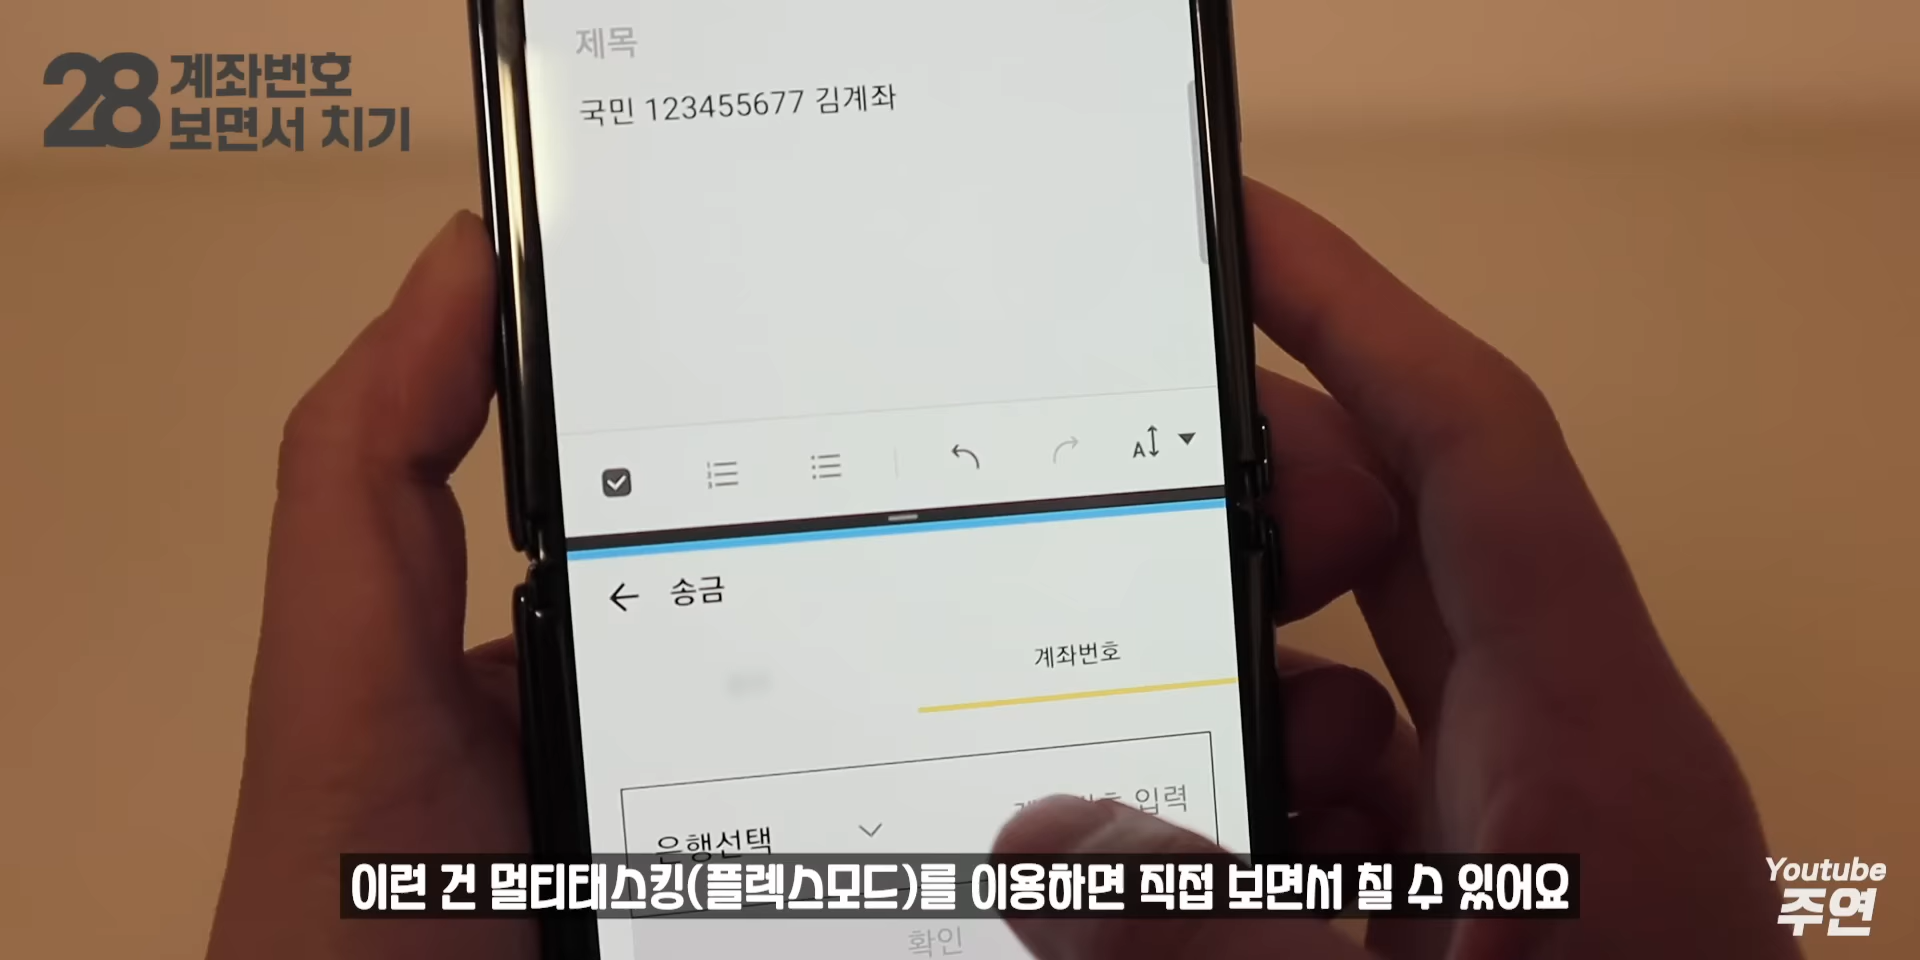 28 계좌번호
보면서 치기
제목
국민 123455677 김계좌
A
← 송금
계좌번호
은행선택
입력
이런 건 멀티태스킹(플렉스모드)를 이용하면 직접 보면서 칠 수 있어요
확인
Youtube
주연